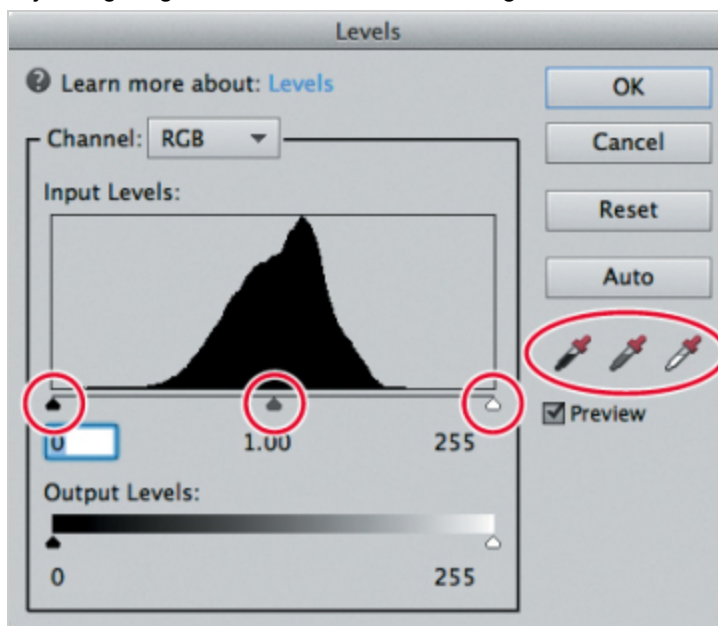 Levels
Learn more about: Levels
OK
Channel: RGB
Cancel
Input Levels:
Reset
Auto
Preview
0 1.00 255
Output Levels:
0 255